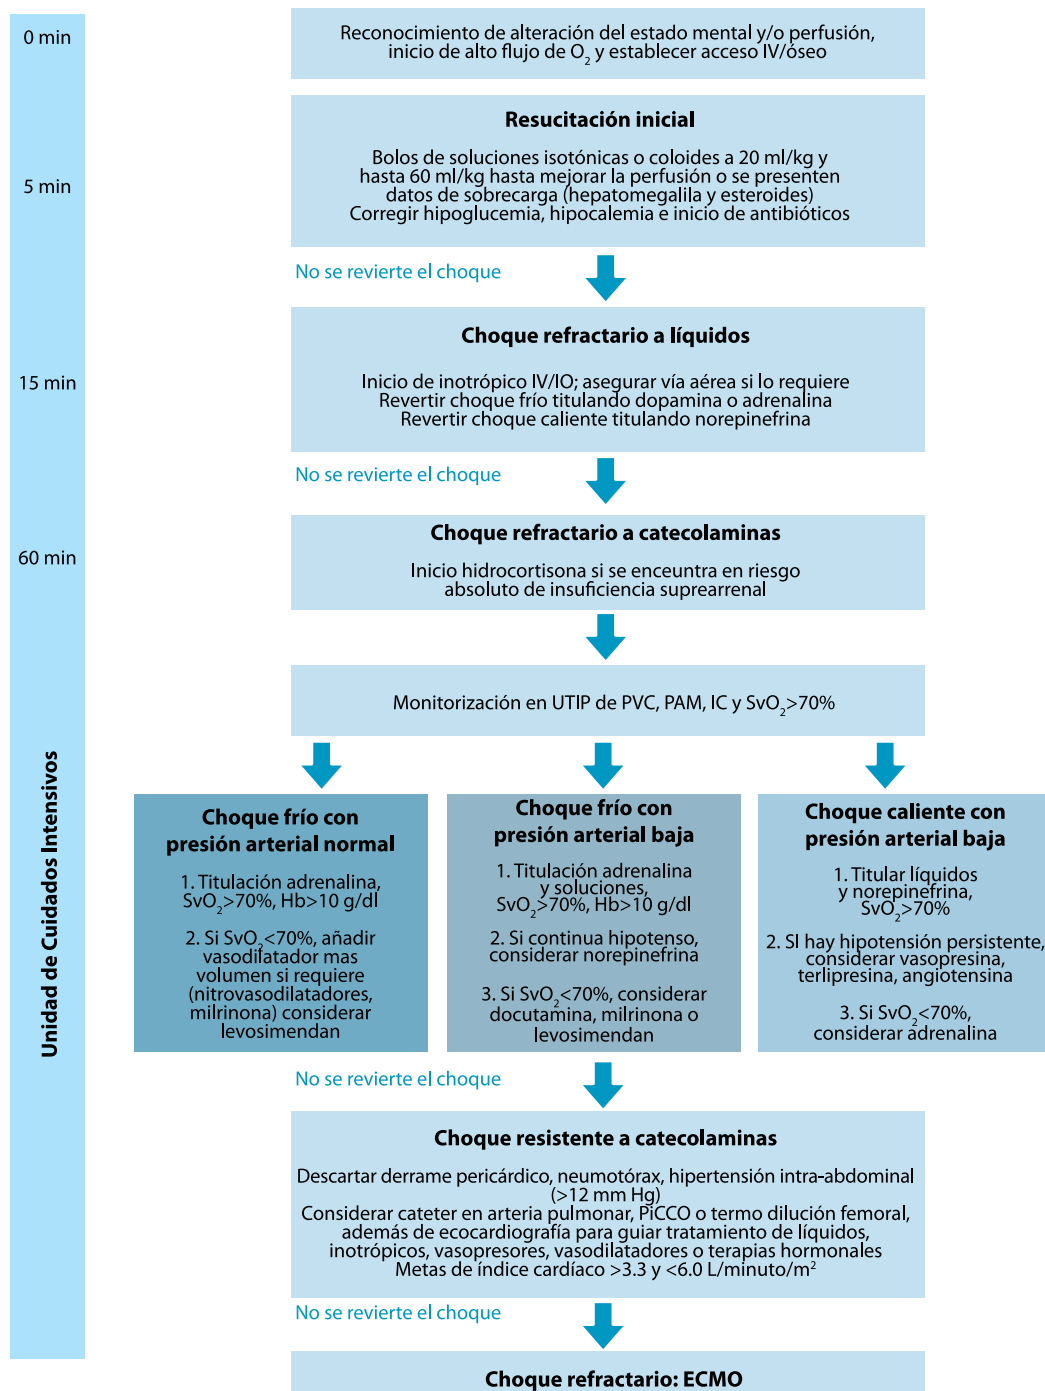 0 min
Reconocimiento de alteración del estado mental y/o perfusión,
inicio de alto flujo de O₂ y establecer acceso IV/óseo
5 min
Resucitación inicial
Bolos de soluciones isotónicas o coloides a 20 ml/kg y
hasta 60 ml/kg hasta mejorar la perfusión o se presenten
datos de sobrecarga (hepatomegalila y esteroides)
Corregir hipoglucemia, hipocalemia e inicio de antibióticos
No se revierte el choque
15 min
Choque refractario a líquidos
Inicio de inotrópico IV/IO; asegurar vía aérea si lo requiere
Revertir choque frío titulando dopamina o adrenalina
Revertir choque caliente titulando norepinefrina
No se revierte el choque
60 min
Choque refractario a catecolaminas
Inicio hidrocortisona si se enceuntra en riesgo
absoluto de insuficiencia suprarrenal
Monitorización en UTIP de PVC, PAM, IC y SvO₂>70%
Unidad de Cuidados Intensivos
Choque frío con
presión arterial normal
1. Titulación adrenalina,
SvO₂>70%, Hb>10 g/dl
2. Si SvO₂<70%, añadir
vasodilatador mas
volumen si requiere
(nitrovasodilatadores,
milrinona) considerar
levosimendan
Choque frío con
presión arterial baja
1. Titulación adrenalina
y soluciones,
SvO₂>70%, Hb>10 g/dl
2. Si continua hipotenso,
considerar norepinefrina
3. Si SvO₂<70%, considerar
docutamina, milrinona o
levosimendan
Choque caliente con
presión arterial baja
1. Titular líquidos
y norepinefrina,
SvO₂>70%
2. SI hay hipotensión persistente,
considerar vasopresina,
terlipresina, angiotensina
3. Si SvO₂<70%,
considerar adrenalina
No se revierte el choque
Choque resistente a catecolaminas
Descartar derrame pericárdico, neumotórax, hipertensión intra-abdominal
(>12 mm Hg)
Considerar cateter en arteria pulmonar, PiCCO o termo dilución femoral,
además de ecocardiografía para guiar tratamiento de líquidos,
inotrópicos, vasopresores, vasodilatadores o terapias hormonales
Metas de índice cardíaco >3.3 y <6.0 L/minuto/m²
No se revierte el choque
Choque refractario: ECMO